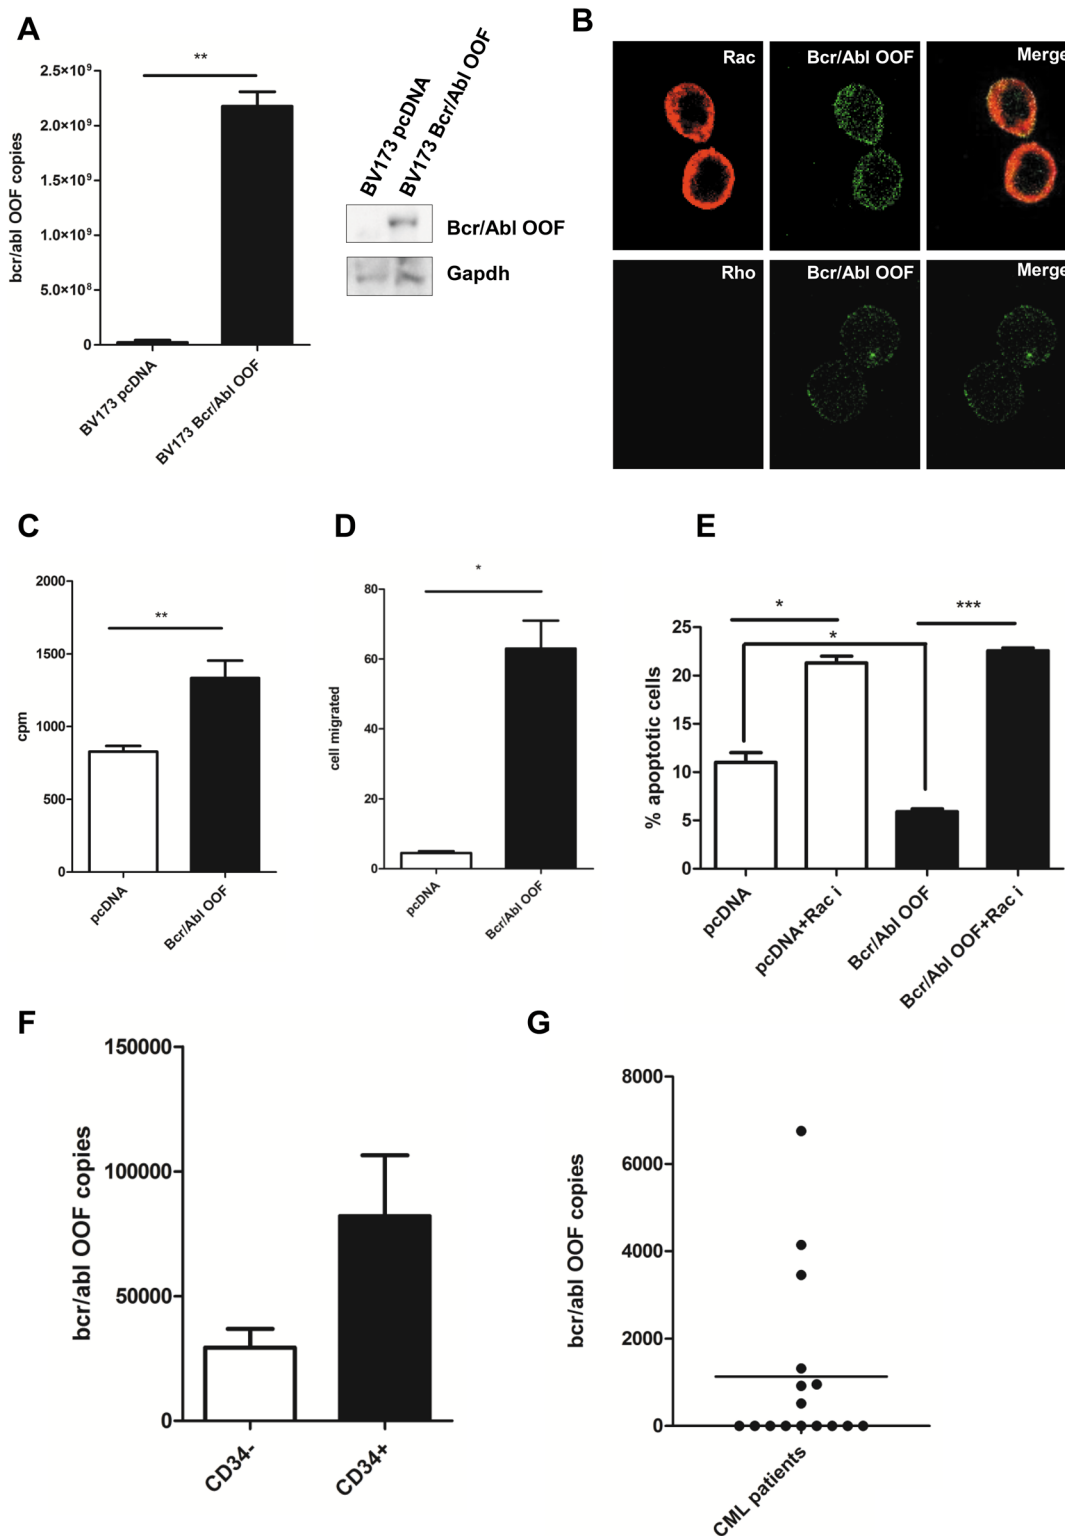 A
**
2.5×10⁹
2.0×10⁹
1.5×10⁹
1.0×10⁹
5.0×10⁸
0
bcr/abl OOF copies
BV173 pcDNA
BV173 Bcr/Abl OOF
BV173 pcDNA
BV173 Bcr/Abl OOF
Bcr/Abl OOF
Gapdh
B
Rac
Bcr/Abl OOF
Merge
Rho
Bcr/Abl OOF
Merge
C
2000
1500
1000
500
0
cpm
**
pcDNA
Bcr/Abl OOF
D
80
60
40
20
0
cell migrated
*
pcDNA
Bcr/Abl OOF
E
25
20
15
10
5
0
% apoptotic cells
*
*
***
pcDNA
pcDNA+Rac i
Bcr/Abl OOF
Bcr/Abl OOF+Rac i
F
150000
100000
50000
0
bcr/abl OOF copies
CD34-
CD34+
G
8000
6000
4000
2000
0
bcr/abl OOF copies
CML patients